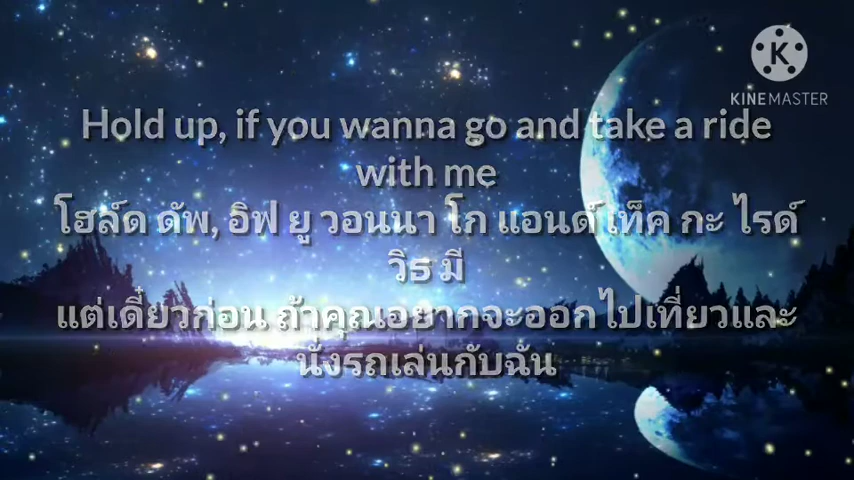 KINEMASTER
Hold up, if you wanna go and take a ride
with me
โฮล์ด ดัพ, อิฟ ยู วอนนา โก แอนด์ เท็ค กะ ไรด์
วิธ มี
แต่เดี๋ยวก่อน ถ้าคุณอยากจะออกไปเที่ยวและ
นั่งรถเล่นกับฉัน